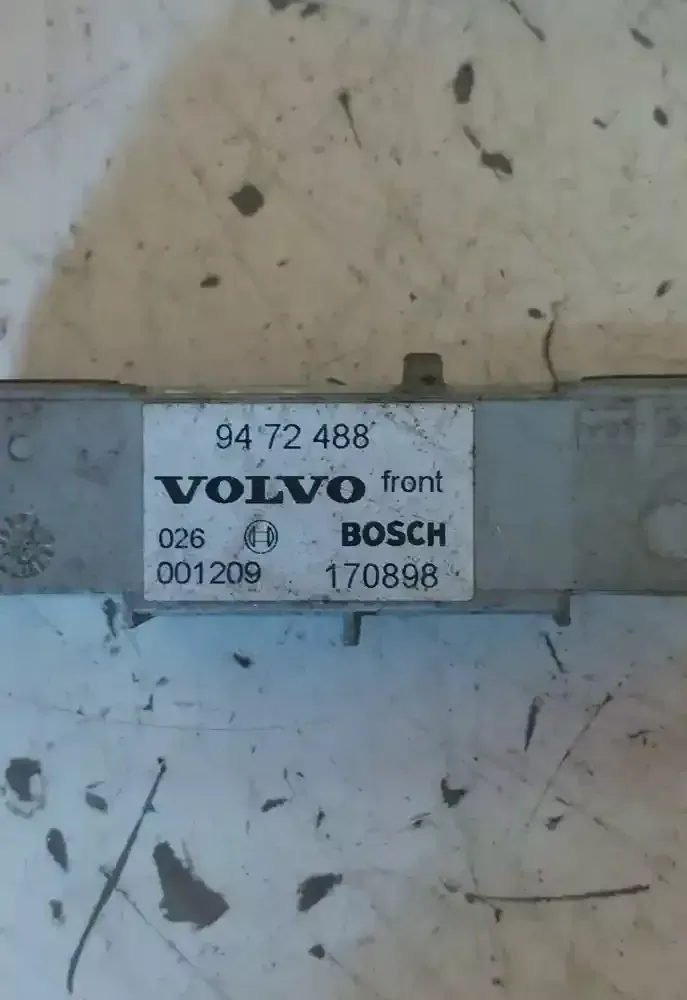 94 72 488
VOLVO front
026 BOSCH
001209 170898